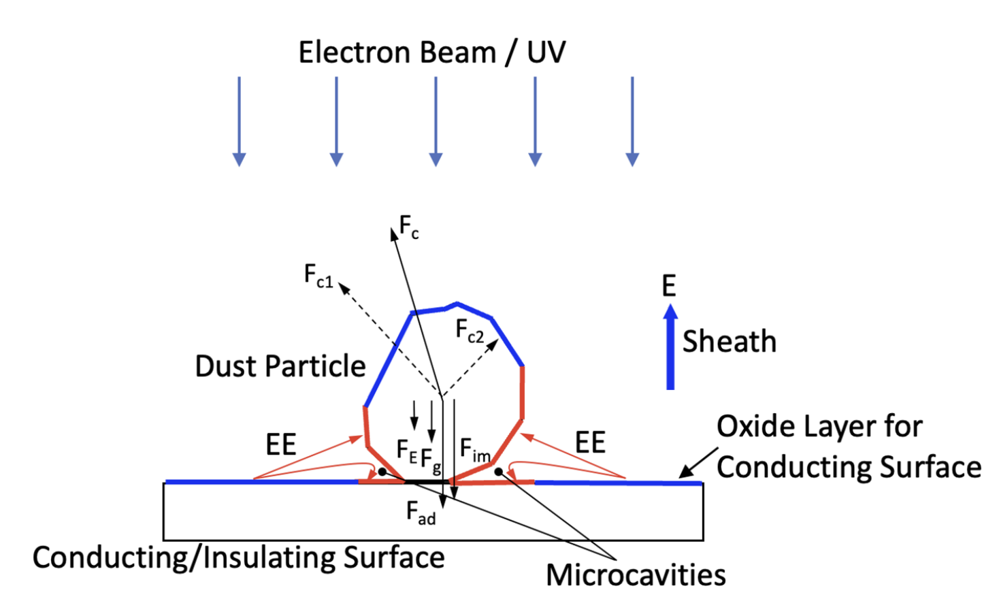 Electron Beam / UV
Fc
Fc1
E
Fc2
Sheath
Dust Particle
Oxide Layer for
Conducting Surface
EE
EE
FE
Fg
Fim
Fad
Conducting/Insulating Surface
Microcavities